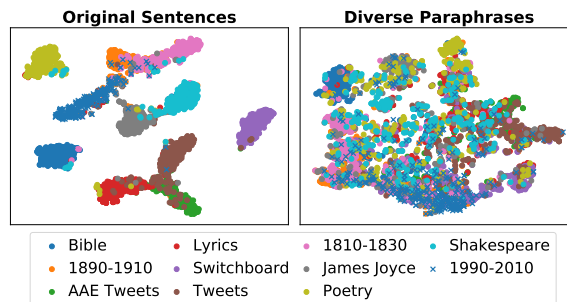 Original Sentences
Diverse Paraphrases
Bible Lyrics 1810-1830 Shakespeare
1890-1910 Switchboard James Joyce 1990-2010
AAE Tweets Tweets Poetry